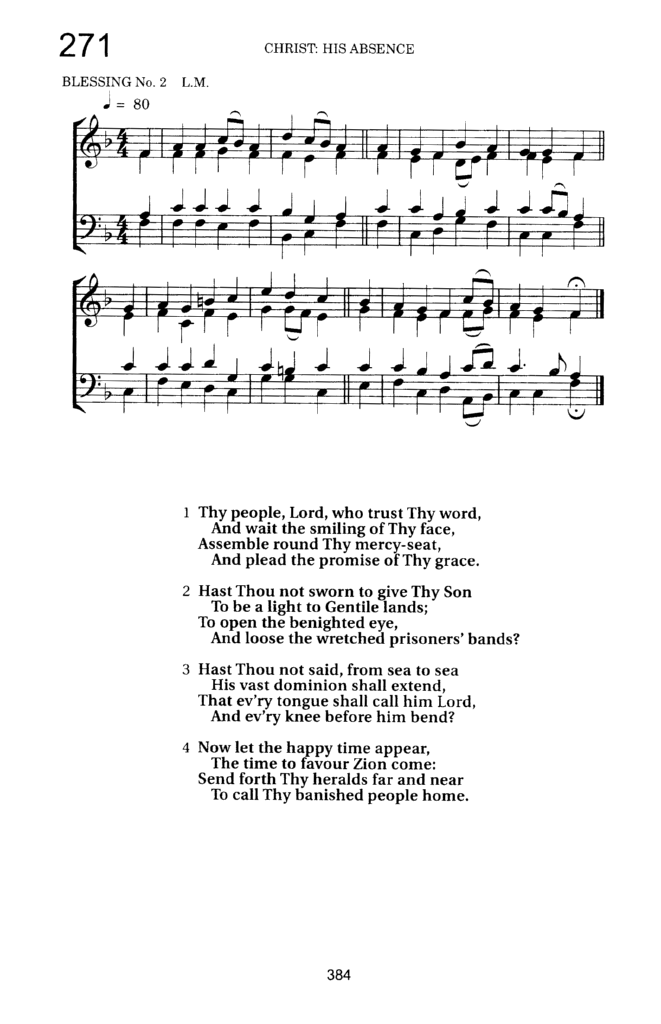 271
CHRIST: HIS ABSENCE
BLESSING No. 2 L.M.
♩ = 80
1 Thy people, Lord, who trust Thy word,
And wait the smiling of Thy face,
Assemble round Thy mercy-seat,
And plead the promise of Thy grace.
2 Hast Thou not sworn to give Thy Son
To be a light to Gentile lands;
To open the benighted eye,
And loose the wretched prisoners' bands?
3 Hast Thou not said, from sea to sea
His vast dominion shall extend,
That ev'ry tongue shall call him Lord,
And ev'ry knee before him bend?
4 Now let the happy time appear,
The time to favour Zion come:
Send forth Thy heralds far and near
To call Thy banished people home.
384